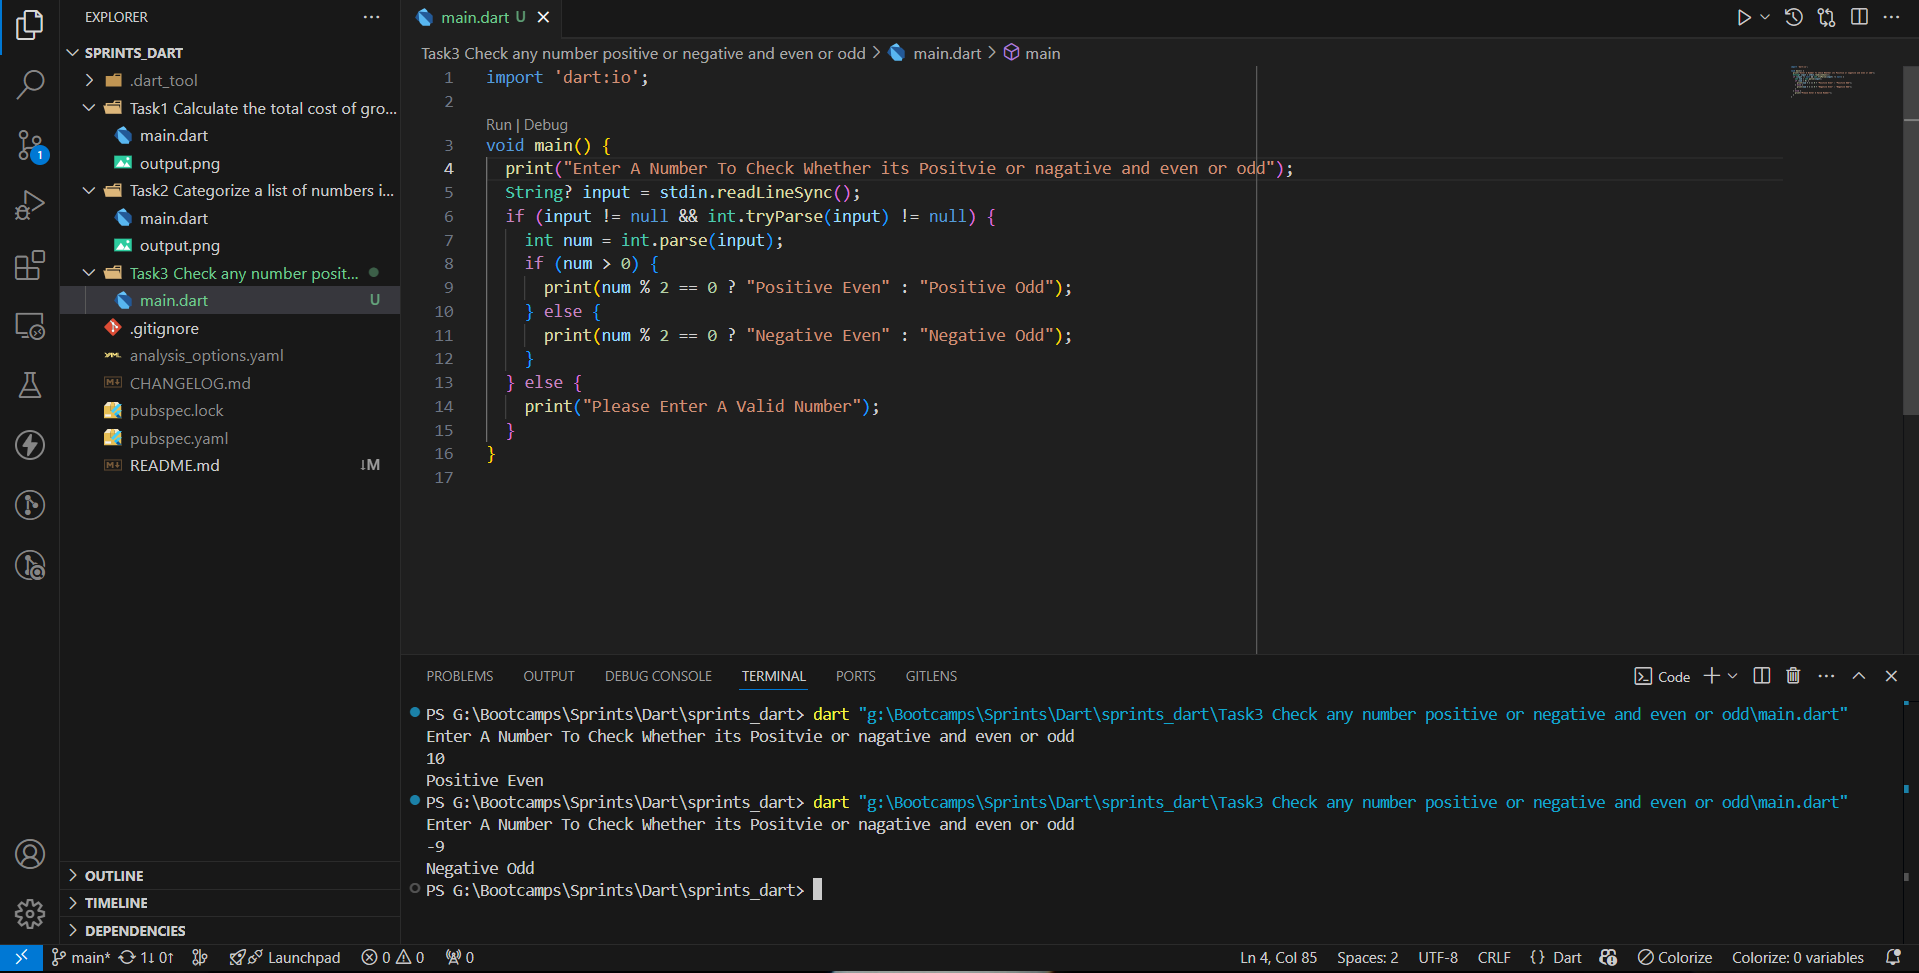 EXPLORER
SPRINTS_DART
.dart_tool
Task1 Calculate the total cost of gro...
main.dart
output.png
Task2 Categorize a list of numbers i...
main.dart
output.png
Task3 Check any number posit...
main.dart U
.gitignore
analysis_options.yaml
CHANGELOG.md
pubspec.lock
pubspec.yaml
README.md ↓M
OUTLINE
TIMELINE
DEPENDENCIES
1
main.dart U
Task3 Check any number positive or negative and even or odd > main.dart > main
1 import 'dart:io';
2
Run | Debug
3 void main() {
4 print("Enter A Number To Check Whether its Positvie or nagative and even or odd");
5 String? input = stdin.readLineSync();
6 if (input != null && int.tryParse(input) != null) {
7 int num = int.parse(input);
8 if (num > 0) {
9 print(num % 2 == 0 ? "Positive Even" : "Positive Odd");
10 } else {
11 print(num % 2 == 0 ? "Negative Even" : "Negative Odd");
12 }
13 } else {
14 print("Please Enter A Valid Number");
15 }
16 }
17
PROBLEMS OUTPUT DEBUG CONSOLE TERMINAL PORTS GITLENS Code
PS G:\Bootcamps\Sprints\Dart\sprints_dart> dart "g:\Bootcamps\Sprints\Dart\sprints_dart\Task3 Check any number positive or negative and even or odd\main.dart"
Enter A Number To Check Whether its Positvie or nagative and even or odd
10
Positive Even
PS G:\Bootcamps\Sprints\Dart\sprints_dart> dart "g:\Bootcamps\Sprints\Dart\sprints_dart\Task3 Check any number positive or negative and even or odd\main.dart"
Enter A Number To Check Whether its Positvie or nagative and even or odd
-9
Negative Odd
PS G:\Bootcamps\Sprints\Dart\sprints_dart>
main* 1↓ 0↑ Launchpad 0 0 0 Ln 4, Col 85 Spaces: 2 UTF-8 CRLF {} Dart Colorize Colorize: 0 variables